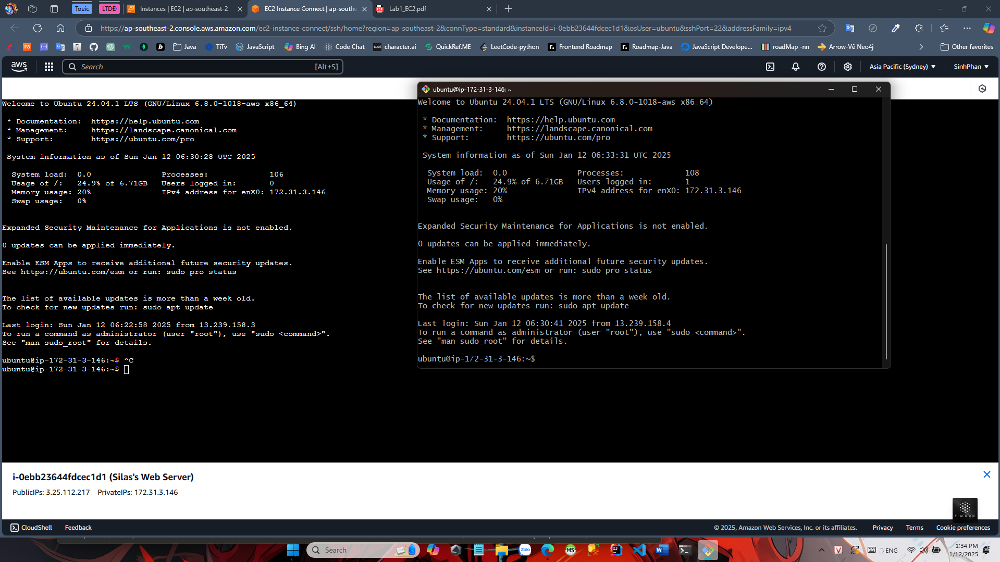 Toeic
LTDĐ
Instances | EC2 | ap-southeast-2
EC2 Instance Connect | ap-southe
Lab1_EC2.pdf
https://ap-southeast-2.console.aws.amazon.com/ec2-instance-connect/ssh/home?region=ap-southeast-2&connType=standard&instanceId=i-0ebb23644fdcec1d1&osUser=ubuntu&sshPort=22&addressFamily=ipv4
F8
Java
TiTv
JavaScript
Bing AI
Code Chat
c.ai
character.ai
QuickRef.ME
LeetCode-python
Frontend Roadmap
Roadmap-Java
JavaScript Develope...
roadMap -nn
Arrow-Vẽ Neo4j
Other favorites
aws
Search
[Alt+S]
Asia Pacific (Sydney)
SinhPhan
Welcome to Ubuntu 24.04.1 LTS (GNU/Linux 6.8.0-1018-aws x86_64)
* Documentation: https://help.ubuntu.com
* Management: https://landscape.canonical.com
* Support: https://ubuntu.com/pro
System information as of Sun Jan 12 06:30:28 UTC 2025
System load: 0.0 Processes: 106
Usage of /: 24.9% of 6.71GB Users logged in: 0
Memory usage: 20% IPv4 address for enX0: 172.31.3.146
Swap usage: 0%
Expanded Security Maintenance for Applications is not enabled.
0 updates can be applied immediately.
Enable ESM Apps to receive additional future security updates.
See https://ubuntu.com/esm or run: sudo pro status
The list of available updates is more than a week old.
To check for new updates run: sudo apt update
Last login: Sun Jan 12 06:22:58 2025 from 13.239.158.3
To run a command as administrator (user "root"), use "sudo <command>".
See "man sudo_root" for details.
ubuntu@ip-172-31-3-146:~$ ^C
ubuntu@ip-172-31-3-146:~$
ubuntu@ip-172-31-3-146: ~
Welcome to Ubuntu 24.04.1 LTS (GNU/Linux 6.8.0-1018-aws x86_64)
* Documentation: https://help.ubuntu.com
* Management: https://landscape.canonical.com
* Support: https://ubuntu.com/pro
System information as of Sun Jan 12 06:33:31 UTC 2025
System load: 0.0 Processes: 108
Usage of /: 24.9% of 6.71GB Users logged in: 1
Memory usage: 20% IPv4 address for enX0: 172.31.3.146
Swap usage: 0%
Expanded Security Maintenance for Applications is not enabled.
0 updates can be applied immediately.
Enable ESM Apps to receive additional future security updates.
See https://ubuntu.com/esm or run: sudo pro status
The list of available updates is more than a week old.
To check for new updates run: sudo apt update
Last login: Sun Jan 12 06:30:41 2025 from 13.239.158.4
To run a command as administrator (user "root"), use "sudo <command>".
See "man sudo_root" for details.
ubuntu@ip-172-31-3-146:~$
i-0ebb23644fdcec1d1 (Silas's Web Server)
PublicIPs: 3.25.112.217 PrivateIPs: 172.31.3.146
BLACKBOX
CloudShell
Feedback
© 2025, Amazon Web Services, Inc. or its affiliates.
Privacy
Terms
Cookie preferences
Search
Zalo
HS
V
ENG
1:34 PM
1/12/2025